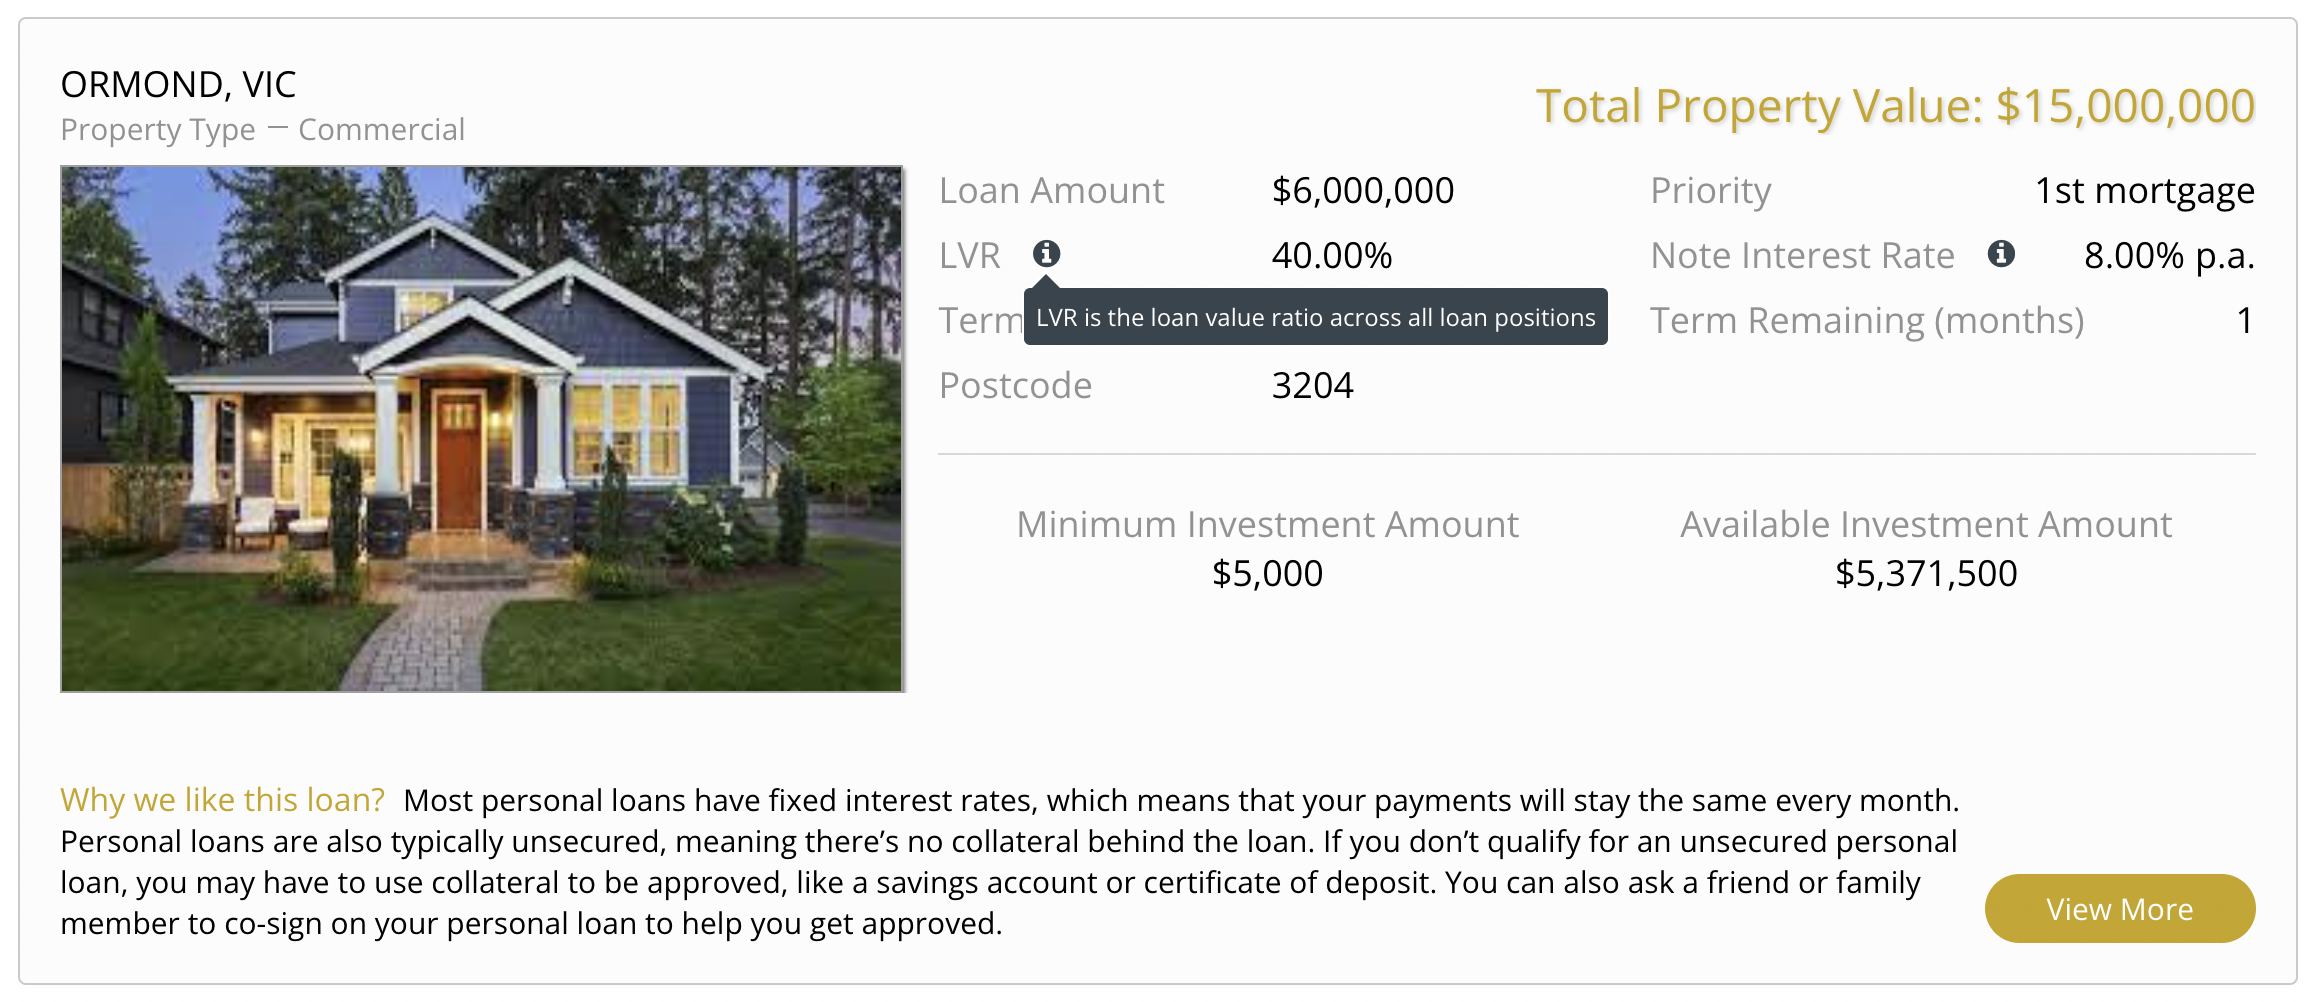 ORMOND, VIC
Property Type — Commercial
Total Property Value: $15,000,000
Loan Amount $6,000,000
Priority 1st mortgage
LVR 40.00%
Note Interest Rate 8.00% p.a.
LVR is the loan value ratio across all loan positions
Term
Term Remaining (months) 1
Postcode 3204
Minimum Investment Amount
$5,000
Available Investment Amount
$5,371,500
Why we like this loan? Most personal loans have fixed interest rates, which means that your payments will stay the same every month.
Personal loans are also typically unsecured, meaning there’s no collateral behind the loan. If you don’t qualify for an unsecured personal
loan, you may have to use collateral to be approved, like a savings account or certificate of deposit. You can also ask a friend or family
member to co-sign on your personal loan to help you get approved.
View More